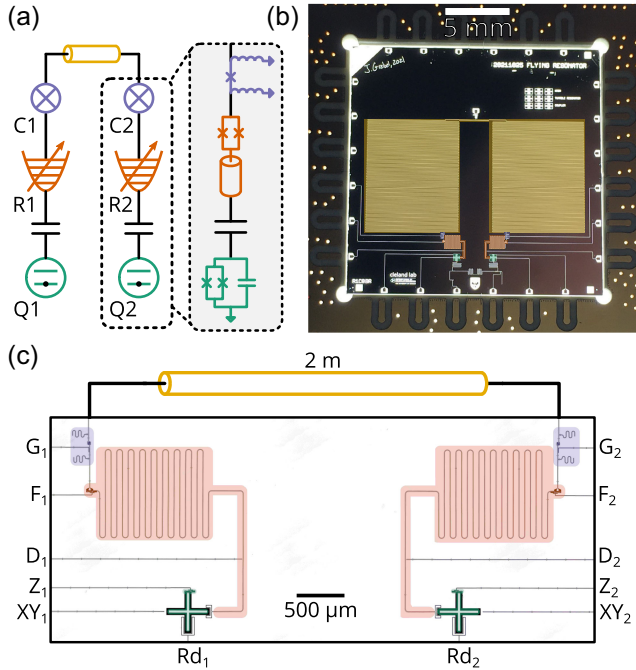 (a)
C1
C2
R1
R2
Q1
Q2
(b)
5 mm
J. Grebel, 2021
20211025 FLYING RESONATOR
cleland lab
(c)
2 m
G1
G2
F1
F2
D1
D2
Z1
Z2
XY1
XY2
500 μm
Rd1
Rd2